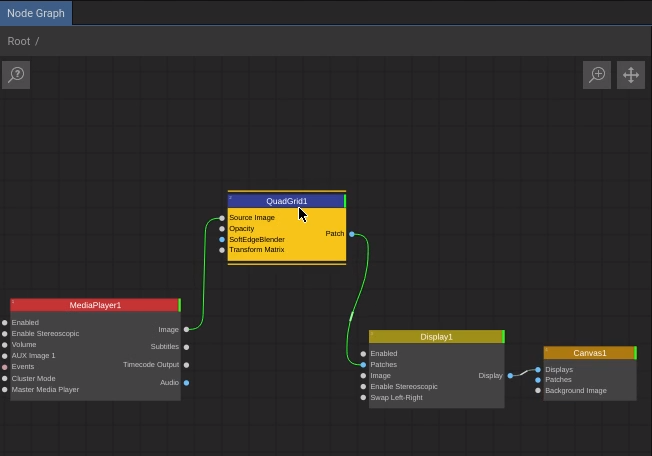 Node Graph
Root /
QuadGrid1
Source Image
Opacity
SoftEdgeBlender
Transform Matrix
Patch
MediaPlayer1
Enabled
Enable Stereoscopic
Volume
AUX Image 1
Events
Cluster Mode
Master Media Player
Image
Subtitles
Timecode Output
Audio
Display1
Enabled
Patches
Image
Enable Stereoscopic
Swap Left-Right
Display
Canvas1
Displays
Patches
Background Image